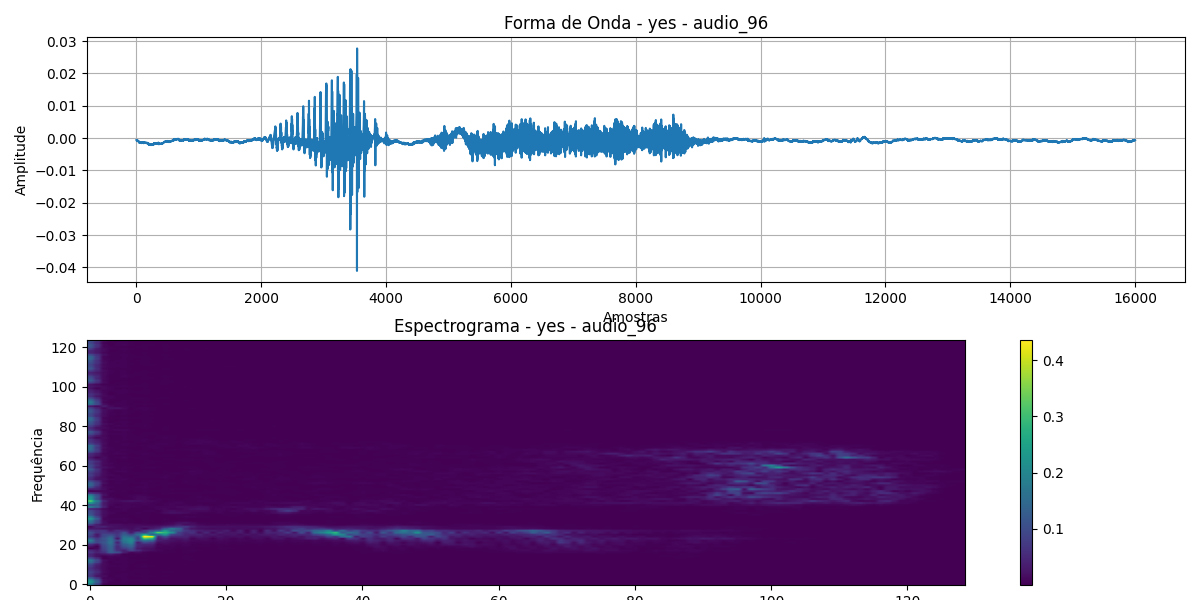 Forma de Onda - yes - audio_96
0.03
0.02
0.01
0.00
−0.01
−0.02
−0.03
−0.04
Amplitude
0 2000 4000 6000 8000 10000 12000 14000 16000
Amostras
Espectrograma - yes - audio_96
120
100
80
60
40
20
0
Frequência
0.4
0.3
0.2
0.1
0 20 40 60 80 100 120